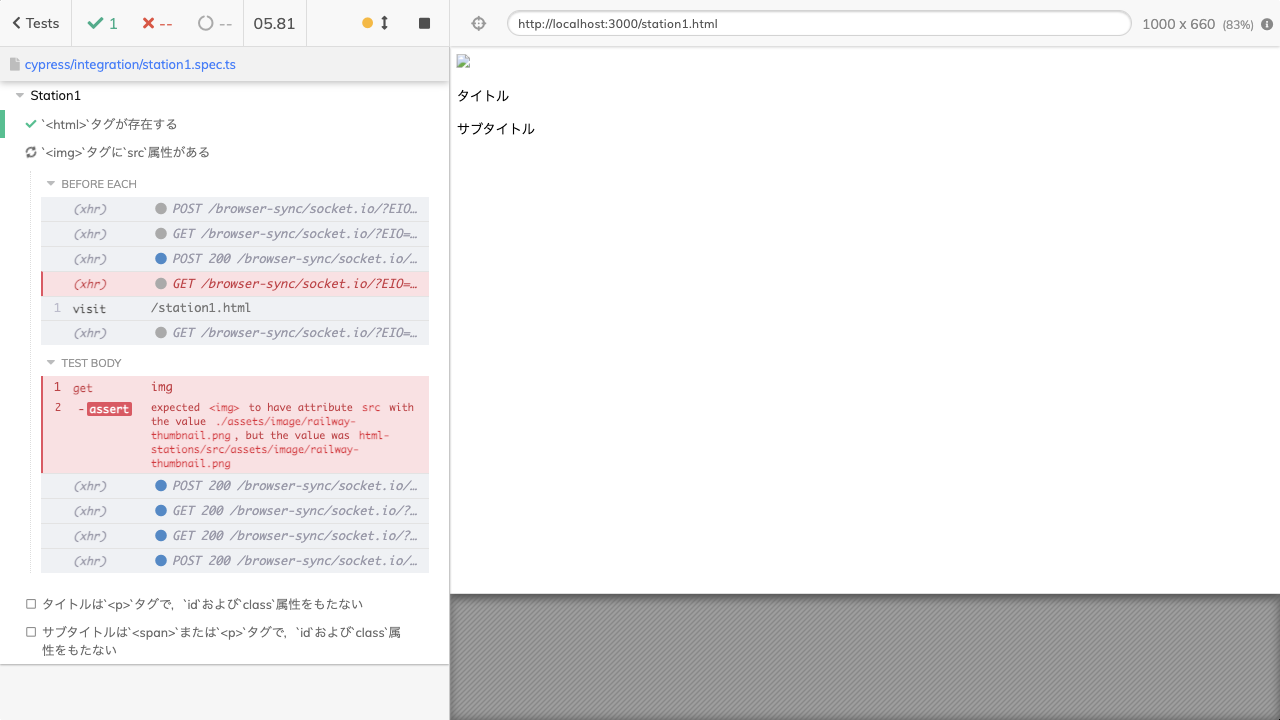 Tests
1
--
--
05.81
http://localhost:3000/station1.html
1000 x 660 (83%)
cypress/integration/station1.spec.ts
Station1
`<html>`タグが存在する
`<img>`タグに`src`属性がある
BEFORE EACH
(xhr) POST /browser-sync/socket.io/?EIO…
(xhr) GET /browser-sync/socket.io/?EIO=…
(xhr) POST 200 /browser-sync/socket.io/…
(xhr) GET /browser-sync/socket.io/?EIO=…
1 visit /station1.html
(xhr) GET /browser-sync/socket.io/?EIO=…
TEST BODY
1 get img
2 -assert expected <img> to have attribute src with
the value ./assets/image/railway-
thumbnail.png, but the value was html-
stations/src/assets/image/railway-
thumbnail.png
(xhr) POST 200 /browser-sync/socket.io/…
(xhr) GET 200 /browser-sync/socket.io/?…
(xhr) GET 200 /browser-sync/socket.io/?…
(xhr) POST 200 /browser-sync/socket.io/…
タイトルは`<p>`タグで，`id`および`class`属性をもたない
サブタイトルは`<span>`または`<p>`タグで，`id`および`class`属
性をもたない
タイトル
サブタイトル